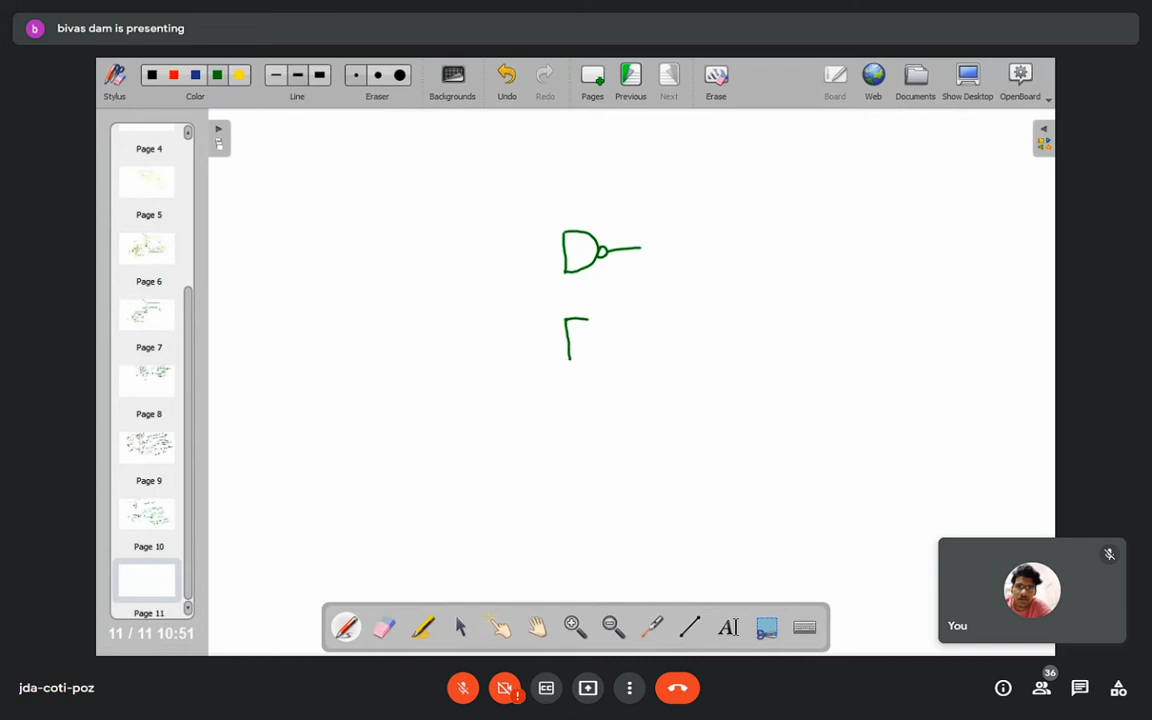 b bivas dam is presenting
Stylus Color Line Eraser Backgrounds Undo Redo Pages Previous Next Erase Board Web Documents Show Desktop OpenBoard
Page 4
Page 5
Page 6
Page 7
Page 8
Page 9
Page 10
Page 11
11 / 11 10:51
AI
You
jda-coti-poz
36